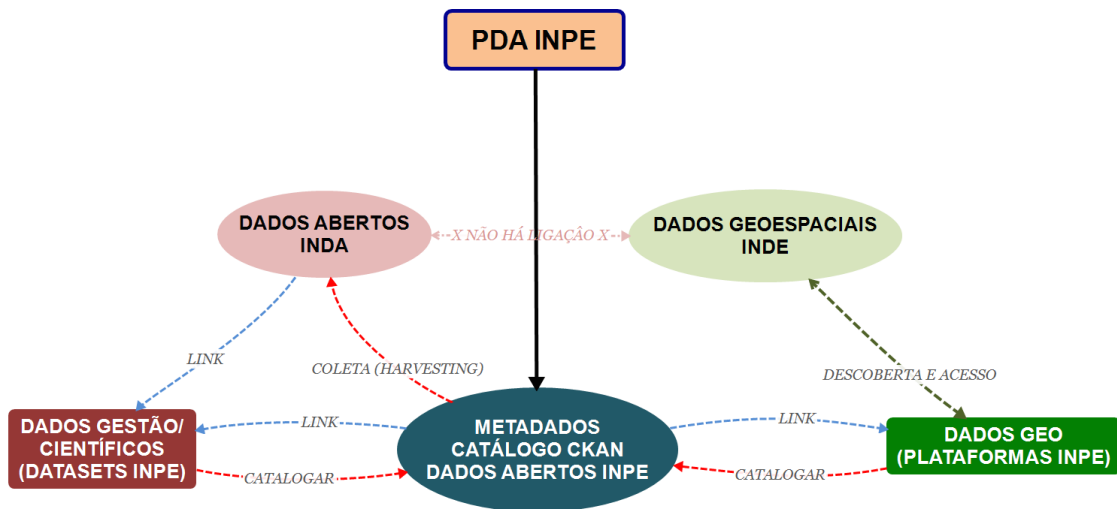 PDA INPE
DADOS ABERTOS
INDA
X NÃO HÁ LIGAÇÂO X
DADOS GEOESPACIAIS
INDE
LINK
COLETA (HARVESTING)
DESCOBERTA E ACESSO
DADOS GESTÃO/
CIENTÍFICOS
(DATASETS INPE)
LINK
CATALOGAR
METADADOS
CATÁLOGO CKAN
DADOS ABERTOS INPE
LINK
CATALOGAR
DADOS GEO
(PLATAFORMAS INPE)